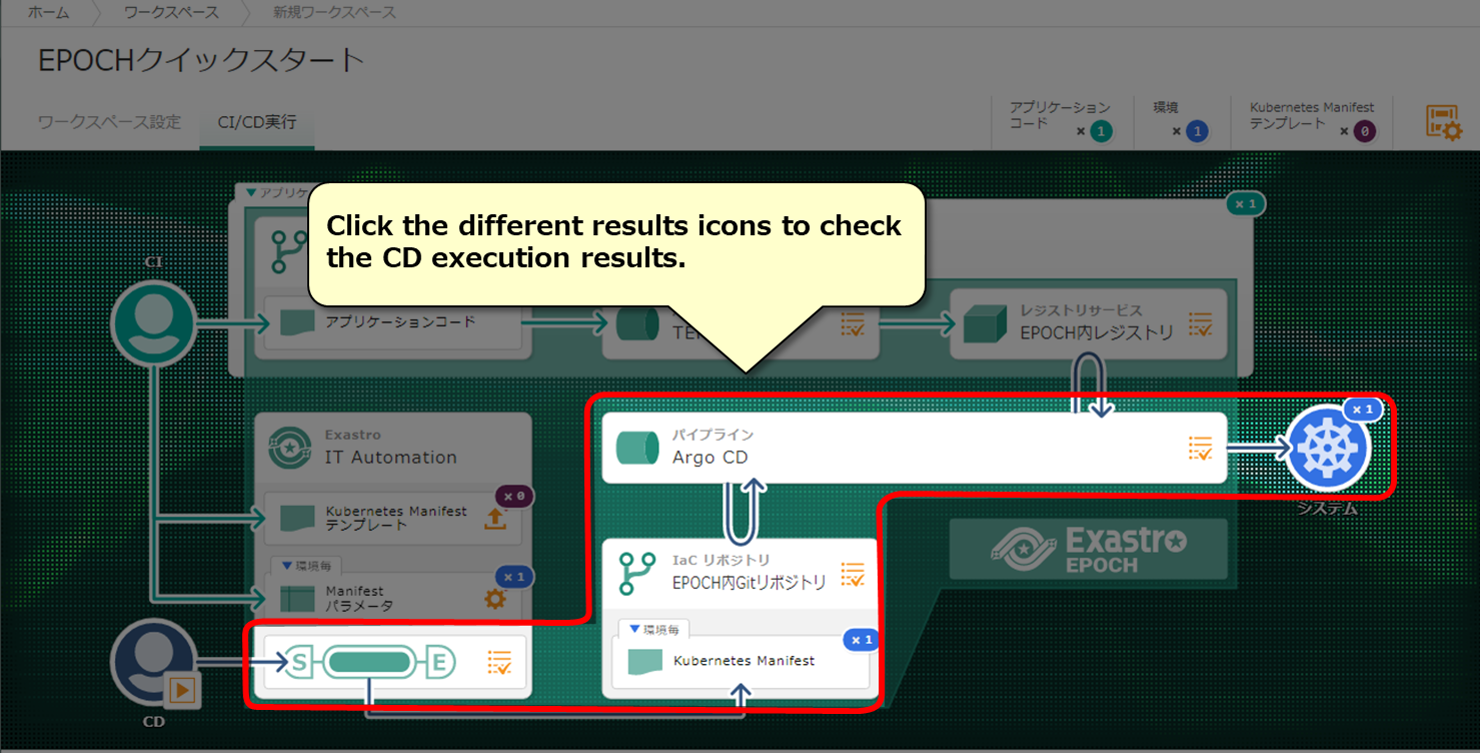 ホーム
ワークスペース
新規ワークスペース
EPOCHクイックスタート
ワークスペース設定
CI/CD実行
アプリケーション
コード
× 1
環境
× 1
Kubernetes Manifest
テンプレート
× 0
▼アプリケ
× 1
Click the different results icons to check
the CD execution results.
CI
アプリケーションコード
TE
レジストリサービス
EPOCH内レジストリ
Exastro
IT Automation
パイプライン
Argo CD
× 1
システム
Kubernetes Manifest
テンプレート
× 0
IaC リポジトリ
EPOCH内Gitリポジトリ
Exastro
EPOCH
▼環境毎
× 1
Manifest
パラメータ
▼環境毎
× 1
Kubernetes Manifest
S
E
CD